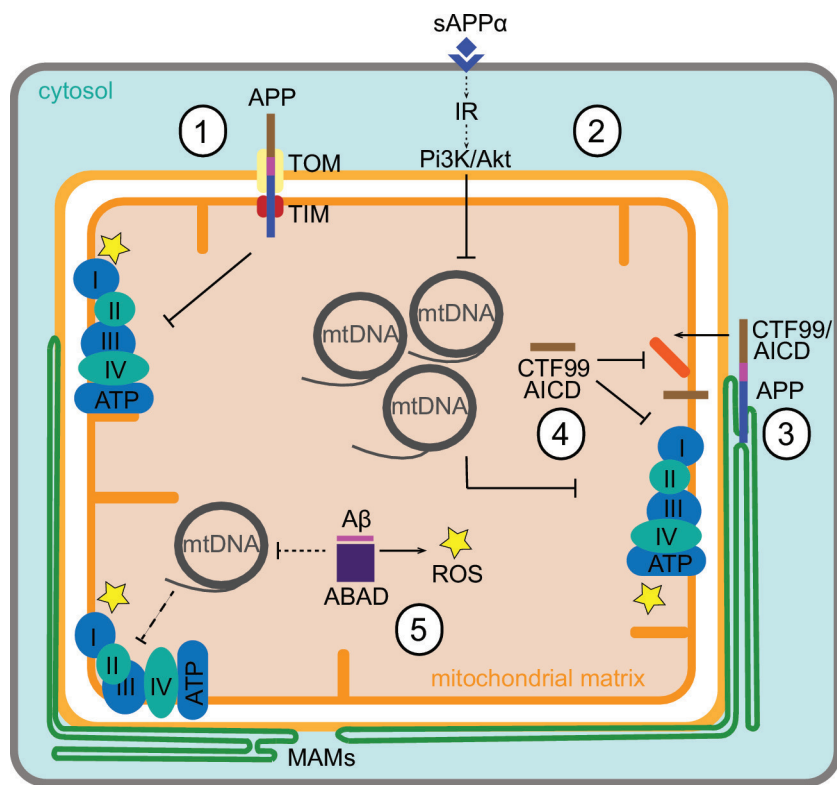 sAPPα
cytosol
APP
1
IR
2
TOM
Pi3K/Akt
TIM
I
II
III
IV
ATP
mtDNA
mtDNA
mtDNA
CTF99
AICD
4
CTF99/
AICD
APP
3
I
II
III
IV
ATP
mtDNA
Aβ
ABAD
ROS
5
I
II
III
IV
ATP
mitochondrial matrix
MAMs